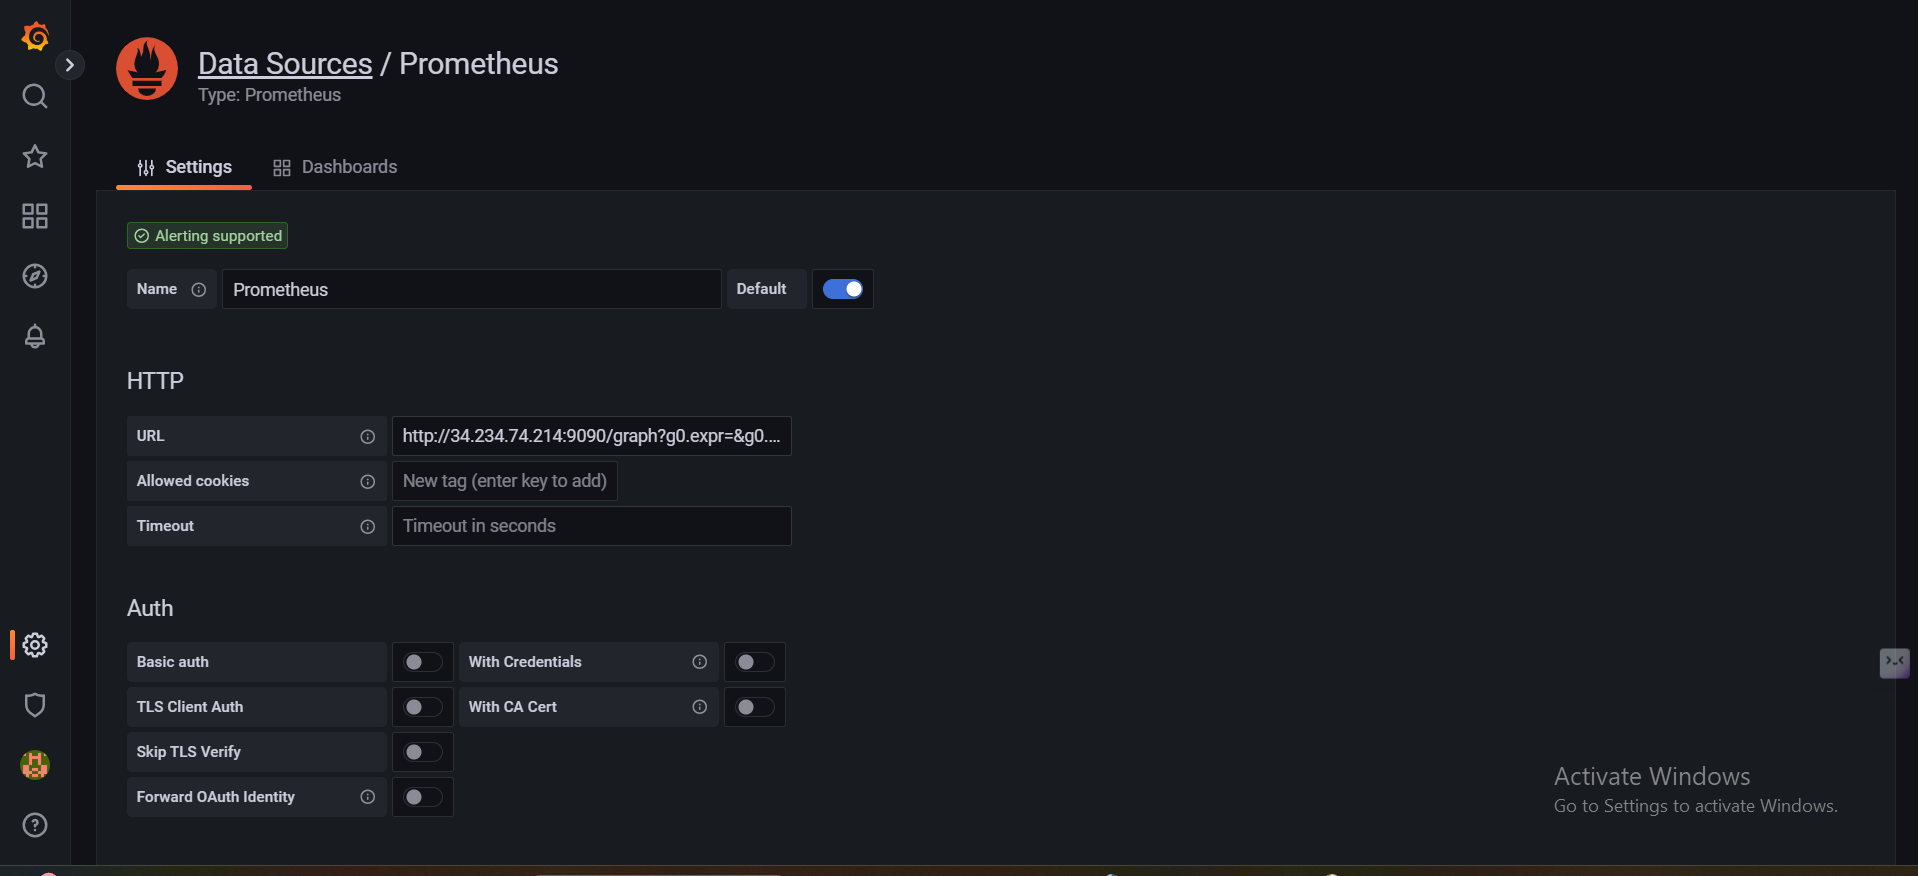 Data Sources / Prometheus
Type: Prometheus
Settings
Dashboards
Alerting supported
Name
Prometheus
Default
HTTP
URL
http://34.234.74.214:9090/graph?g0.expr=&g0....
Allowed cookies
New tag (enter key to add)
Timeout
Timeout in seconds
Auth
Basic auth
With Credentials
TLS Client Auth
With CA Cert
Skip TLS Verify
Forward OAuth Identity
Activate Windows
Go to Settings to activate Windows.